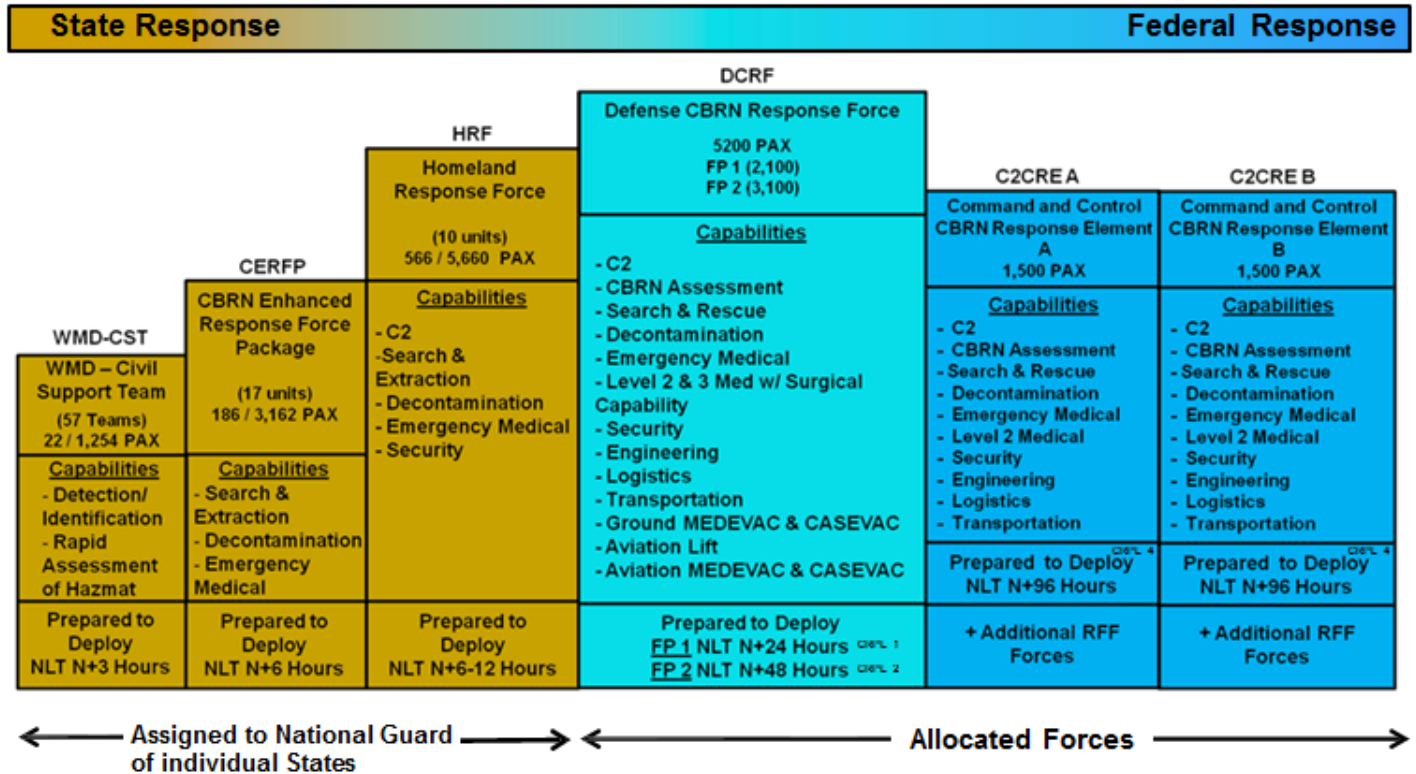 State Response
Federal Response
WMD-CST
WMD – Civil
Support Team
(57 Teams)
22 / 1,254 PAX
Capabilities
- Detection/
Identification
- Rapid
Assessment
of Hazmat
Prepared to
Deploy
NLT N+3 Hours
CERFP
CBRN Enhanced
Response Force
Package
(17 units)
186 / 3,162 PAX
Capabilities
- Search &
Extraction
- Decontamination
- Emergency
Medical
Prepared to
Deploy
NLT N+6 Hours
HRF
Homeland
Response Force
(10 units)
566 / 5,660 PAX
Capabilities
- C2
-Search &
Extraction
- Decontamination
- Emergency Medical
- Security
Prepared to
Deploy
NLT N+6-12 Hours
DCRF
Defense CBRN Response Force
5200 PAX
FP 1 (2,100)
FP 2 (3,100)
Capabilities
- C2
- CBRN Assessment
- Search & Rescue
- Decontamination
- Emergency Medical
- Level 2 & 3 Med w/ Surgical
Capability
- Security
- Engineering
- Logistics
- Transportation
- Ground MEDEVAC & CASEVAC
- Aviation Lift
- Aviation MEDEVAC & CASEVAC
Prepared to Deploy
FP 1 NLT N+24 Hours
FP 2 NLT N+48 Hours
C2CRE A
Command and Control
CBRN Response Element
A
1,500 PAX
Capabilities
- C2
- CBRN Assessment
- Search & Rescue
- Decontamination
- Emergency Medical
- Level 2 Medical
- Security
- Engineering
- Logistics
- Transportation
Prepared to Deploy
NLT N+96 Hours
+ Additional RFF
Forces
C2CRE B
Command and Control
CBRN Response Element
B
1,500 PAX
Capabilities
- C2
- CBRN Assessment
- Search & Rescue
- Decontamination
- Emergency Medical
- Level 2 Medical
- Security
- Engineering
- Logistics
- Transportation
Prepared to Deploy
NLT N+96 Hours
+ Additional RFF
Forces
Assigned to National Guard
of individual States
Allocated Forces